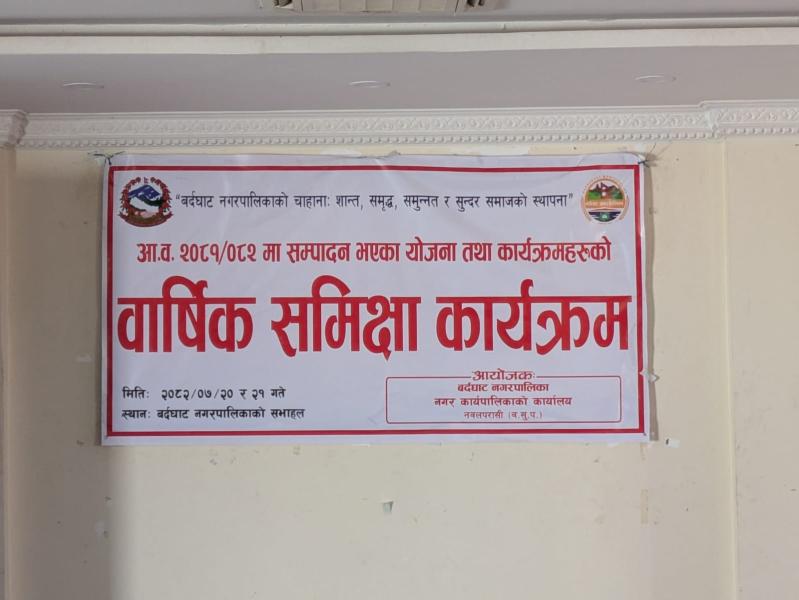 "बर्दघाट नगरपालिकाको चाहानाः शान्त, समृद्ध, समुन्नत र सुन्दर समाजको स्थापना"
आ.व. २०८१/०८२ मा सम्पादन भएका योजना तथा कार्यक्रमहरुको
वार्षिक समिक्षा कार्यक्रम
मितिः २०८२/०७/२० र २१ गते
स्थानः बर्दघाट नगरपालिकाको सभाहल
आयोजकः
बर्दघाट नगरपालिका
नगर कार्यपालिकाको कार्यालय
नवलपरासी (ब.सु.प.)